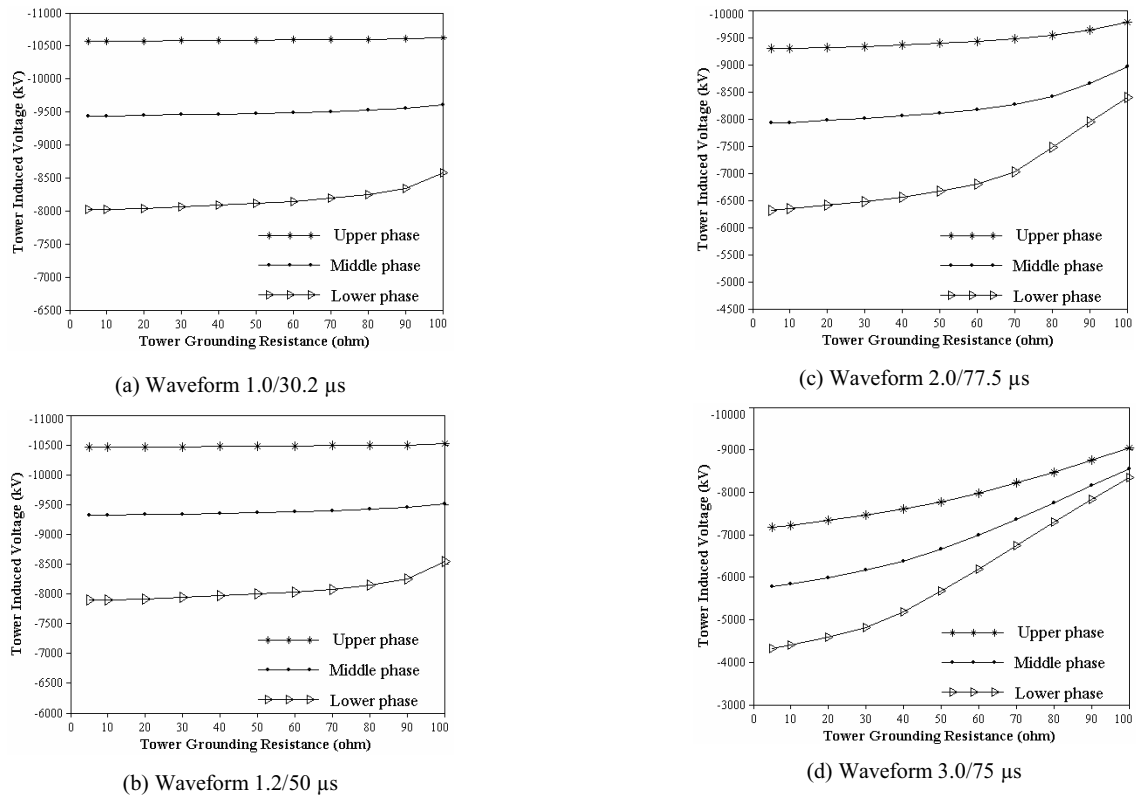 -11000
-10500
-10000
-9500
-9000
-8500
-8000
-7500
-7000
-6500
Tower Induced Voltage (kV)
Upper phase
Middle phase
Lower phase
0 10 20 30 40 50 60 70 80 90 100
Tower Grounding Resistance (ohm)
(a) Waveform 1.0/30.2 µs
-11000
-10500
-10000
-9500
-9000
-8500
-8000
-7500
-7000
-6500
-6000
Tower Induced Voltage (kV)
Upper phase
Middle phase
Lower phase
0 10 20 30 40 50 60 70 80 90 100
Tower Grounding Resistance (ohm)
(b) Waveform 1.2/50 µs
-10000
-9500
-9000
-8500
-8000
-7500
-7000
-6500
-6000
-5500
-5000
-4500
Tower Induced Voltage (kV)
Upper phase
Middle phase
Lower phase
0 10 20 30 40 50 60 70 80 90 100
Tower Grounding Resistance (ohm)
(c) Waveform 2.0/77.5 µs
-10000
-9000
-8000
-7000
-6000
-5000
-4000
-3000
Tower Induced Voltage (kV)
Upper phase
Middle phase
Lower phase
0 10 20 30 40 50 60 70 80 90 100
Tower Grounding Resistance (ohm)
(d) Waveform 3.0/75 µs